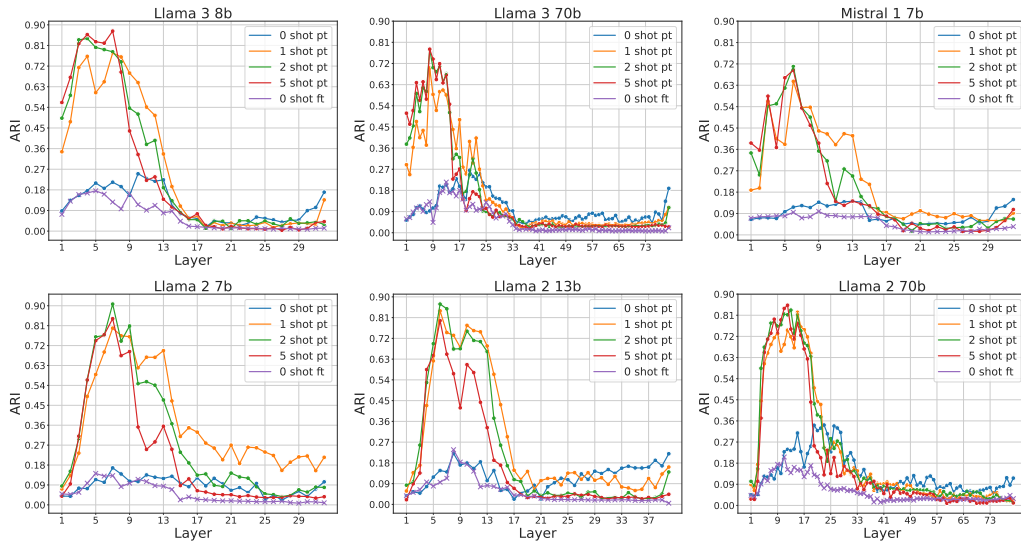 Llama 3 8b
ARI
0.90
0.81
0.72
0.63
0.54
0.45
0.36
0.27
0.18
0.09
0.00
1 5 9 13 17 21 25 29
Layer
0 shot pt
1 shot pt
2 shot pt
5 shot pt
0 shot ft
Llama 3 70b
ARI
0.90
0.81
0.72
0.63
0.54
0.45
0.36
0.27
0.18
0.09
0.00
1 9 17 25 33 41 49 57 65 73
Layer
0 shot pt
1 shot pt
2 shot pt
5 shot pt
0 shot ft
Mistral 1 7b
ARI
0.90
0.81
0.72
0.63
0.54
0.45
0.36
0.27
0.18
0.09
0.00
1 5 9 13 17 21 25 29
Layer
0 shot pt
1 shot pt
2 shot pt
5 shot pt
0 shot ft
Llama 2 7b
ARI
0.90
0.81
0.72
0.63
0.54
0.45
0.36
0.27
0.18
0.09
0.00
1 5 9 13 17 21 25 29
Layer
0 shot pt
1 shot pt
2 shot pt
5 shot pt
0 shot ft
Llama 2 13b
ARI
0.90
0.81
0.72
0.63
0.54
0.45
0.36
0.27
0.18
0.09
0.00
1 5 9 13 17 21 25 29 33 37
Layer
0 shot pt
1 shot pt
2 shot pt
5 shot pt
0 shot ft
Llama 2 70b
ARI
0.90
0.81
0.72
0.63
0.54
0.45
0.36
0.27
0.18
0.09
0.00
1 9 17 25 33 41 49 57 65 73
Layer
0 shot pt
1 shot pt
2 shot pt
5 shot pt
0 shot ft